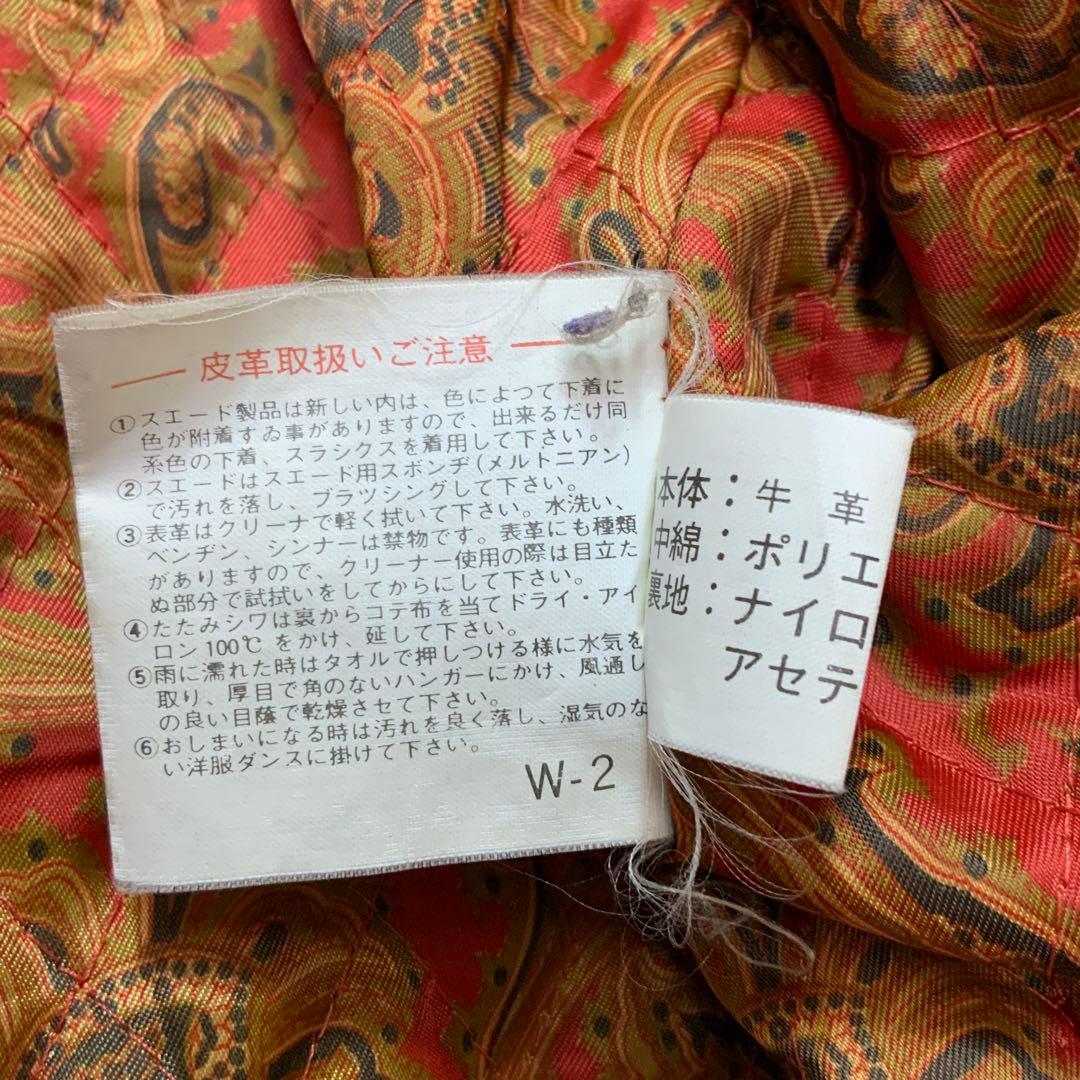 皮革取扱いご注意
①スエード製品は新しい内は、色によつて下着に
色が附着すゐ事がありますので、出来るだけ同
系色の下着、スラシクスを着用して下さい。
②スエードはスエード用スポンヂ(メルトニアン)
で汚れを落し、ブラツシングして下さい。
③表革はクリーナで軽く拭いて下さい。水洗い、
ベンヂン、シンナーは禁物です。表革にも種類
がありますので、クリーナー使用の際は目立た
ぬ部分で試拭いをしてからにして下さい。
④たたみシワは裏からコテ布を当てドライ・アイ
ロン100℃をかけ、延して下さい。
⑤雨に濡れた時はタオルで押しつける様に水気を
取り、厚目で角のないハンガーにかけ、風通し
の良い目蔭で乾燥させて下さい。
⑥おしまいになる時は汚れを良く落し、湿気のな
い洋服ダンスに掛けて下さい。
W-2
本体:牛 革
中綿:ポリエ
裏地:ナイロ
アセテ